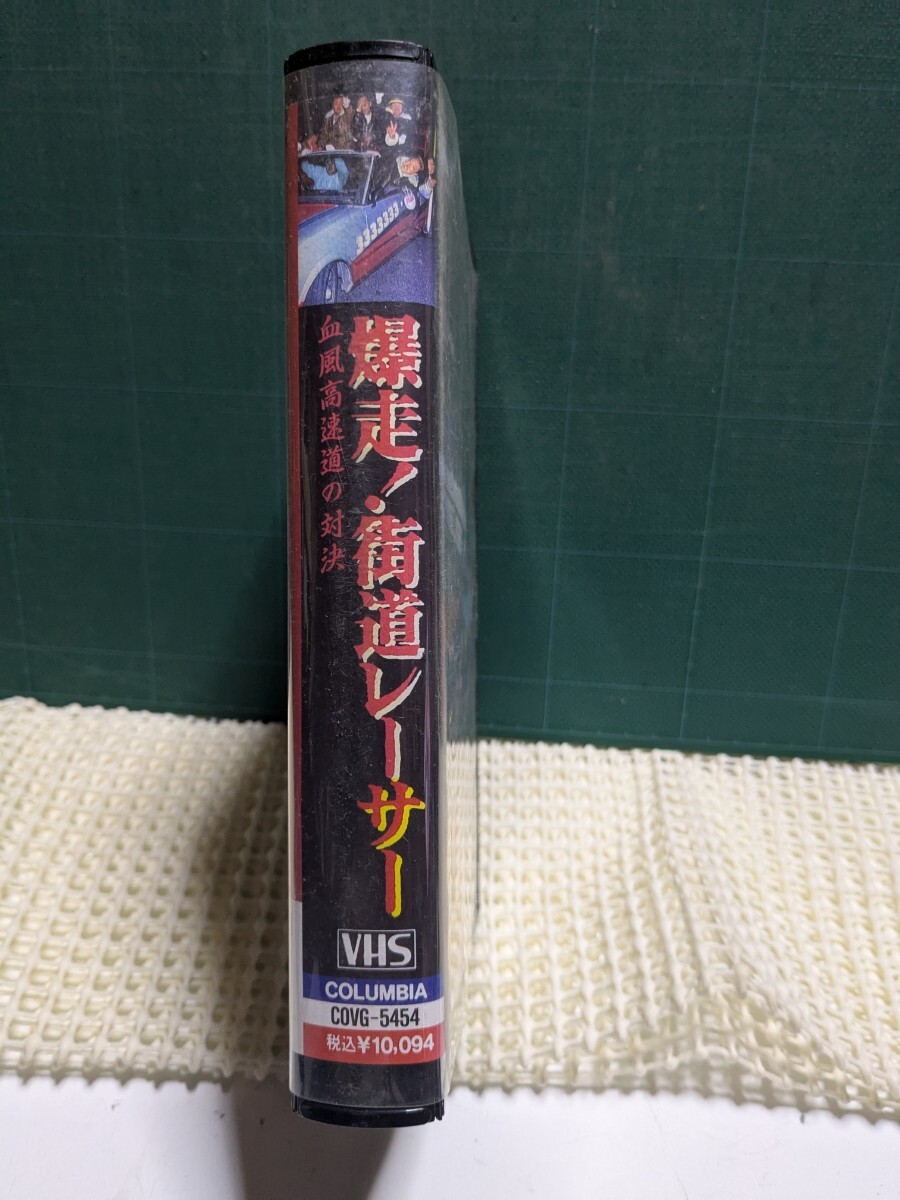 3333333
爆走!・街道レーサー
血風高速道の対決
VHS
COLUMBIA
COVG-5454
税込¥10,094